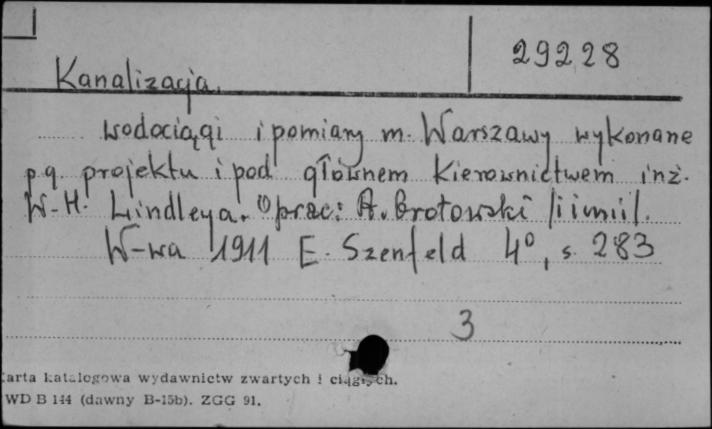 29228
Kanalizacja,
wodociągi i pomiary m. Warszawy wykonane
p.g. projektu i pod głównem kierownictwem inż.
W. H. Lindleya. Oprac: A. Grotowski /i inni/.
W-wa 1911 E. Szenfeld 4°, s. 283
3
Karta katalogowa wydawnictw zwartych i ciągłych.
WD B 144 (dawny B-15b). ZGG 91.